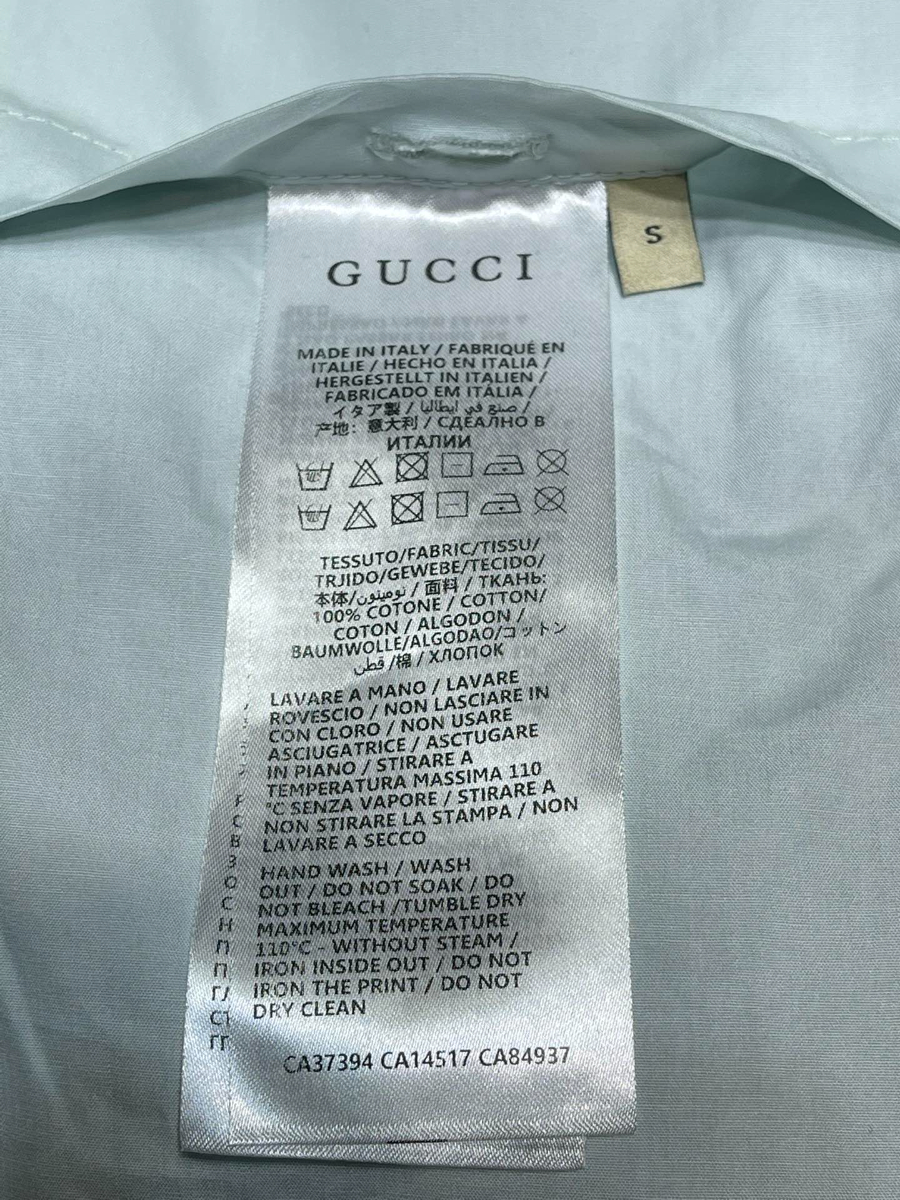 GUCCI
S
MADE IN ITALY / FABRIQUÉ EN
ITALIE / HECHO EN ITALIA /
HERGESTELLT IN ITALIEN /
FABRICADO EM ITÁLIA /
イタア製 / صنع في ايطاليا /
产地: 意大利 / СДЕАЛНО В
ИТАЛИИ
TESSUTO/FABRIC/TISSU/
TRJIDO/GEWEBE/TECIDO/
本体/نومينون / 面料 / ТКАНЬ:
100% COTONE / COTTON/
COTON / ALGODON /
BAUMWOLLE/ALGODAO/コットン
قطن /棉 / ХЛОПОК
LAVARE A MANO / LAVARE
ROVESCIO / NON LASCIARE IN
CON CLORO / NON USARE
ASCIUGATRICE / ASCTUGARE
IN PIANO / STIRARE A
TEMPERATURA MASSIMA 110
°C SENZA VAPORE / STIRARE A
NON STIRARE LA STAMPA / NON
LAVARE A SECCO
HAND WASH / WASH
OUT / DO NOT SOAK / DO
NOT BLEACH /TUMBLE DRY
MAXIMUM TEMPERATURE
110°C - WITHOUT STEAM /
IRON INSIDE OUT / DO NOT
IRON THE PRINT / DO NOT
DRY CLEAN
CA37394 CA14517 CA84937